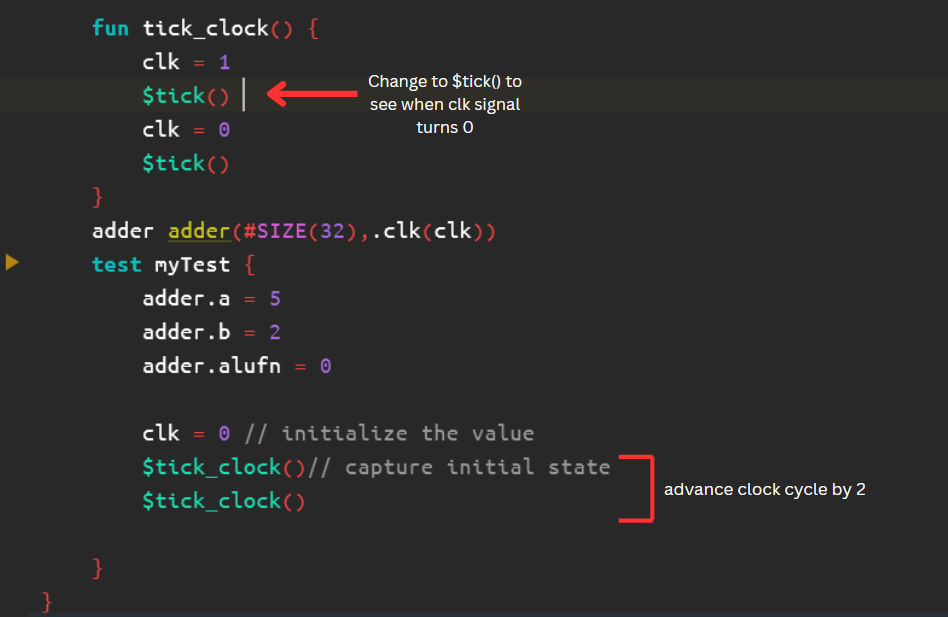 fun tick_clock() {
clk = 1
$tick()
Change to $tick() to
see when clk signal
turns 0
clk = 0
$tick()
}
adder adder(#SIZE(32),.clk(clk))
test myTest {
adder.a = 5
adder.b = 2
adder.alufn = 0
clk = 0 // initialize the value
$tick_clock()// capture initial state
$tick_clock()
advance clock cycle by 2
}
}